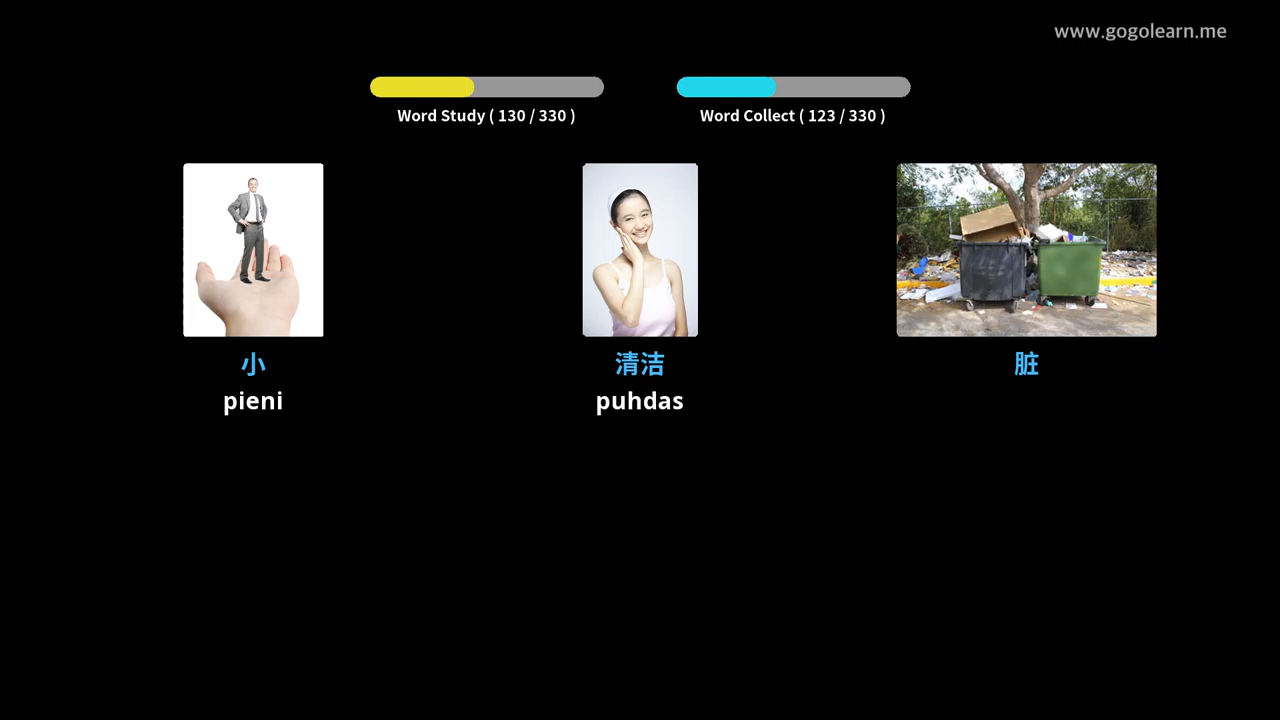 www.gogolearn.me
Word Study ( 130 / 330 )
Word Collect ( 123 / 330 )
小
清洁
脏
pieni
puhdas